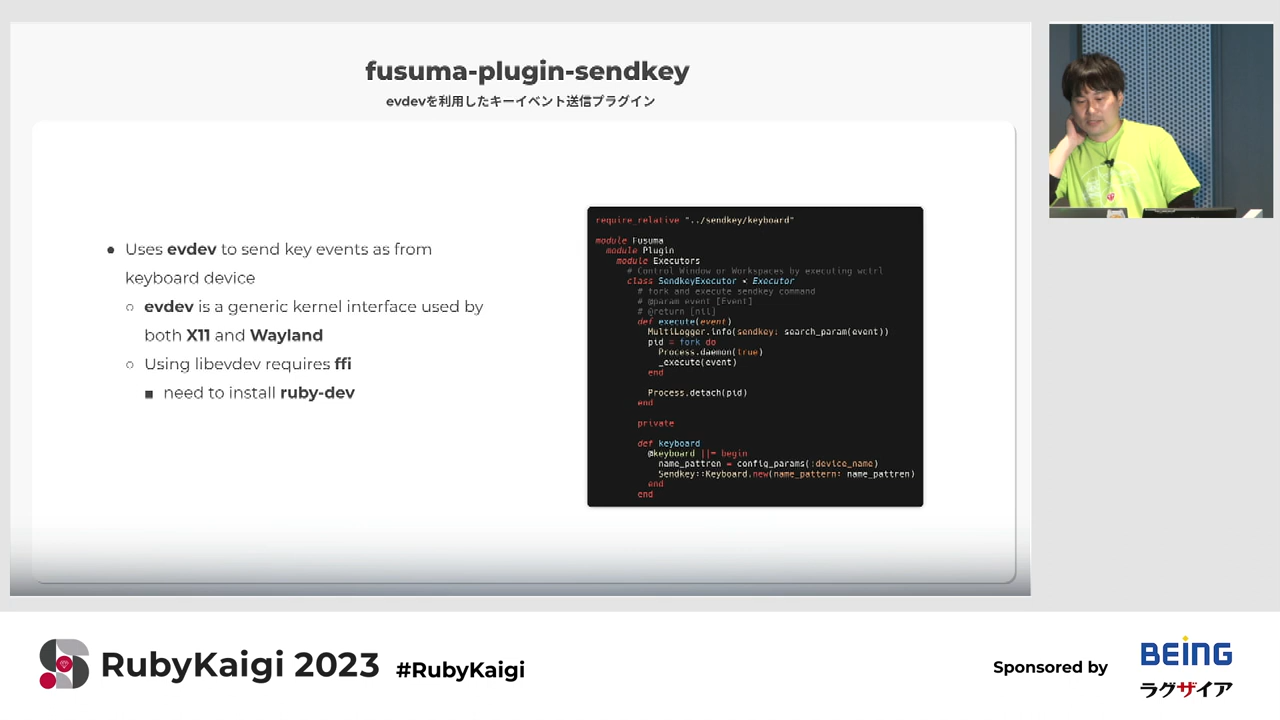 fusuma-plugin-sendkey
evdevを利用したキーイベント送信プラグイン
● Uses evdev to send key events as from
keyboard device
○ evdev is a generic kernel interface used by
both X11 and Wayland
○ Using libevdev requires ffi
■ need to install ruby-dev
require_relative "../sendkey/keyboard"
module Fusuma
module Plugin
module Executors
# Control Window or Workspaces by executing wctrl
class SendkeyExecutor < Executor
# fork and execute sendkey command
# @param event [Event]
# @return [nil]
def execute(event)
MultiLogger.info(sendkey: search_param(event))
pid = fork do
Process.daemon(true)
_execute(event)
end
Process.detach(pid)
end
private
def keyboard
@keyboard ||= begin
name_pattren = config_params(:device_name)
Sendkey::Keyboard.new(name_pattern: name_pattren)
end
end
RubyKaigi 2023 #RubyKaigi
Sponsored by
BEING
ラグザイア